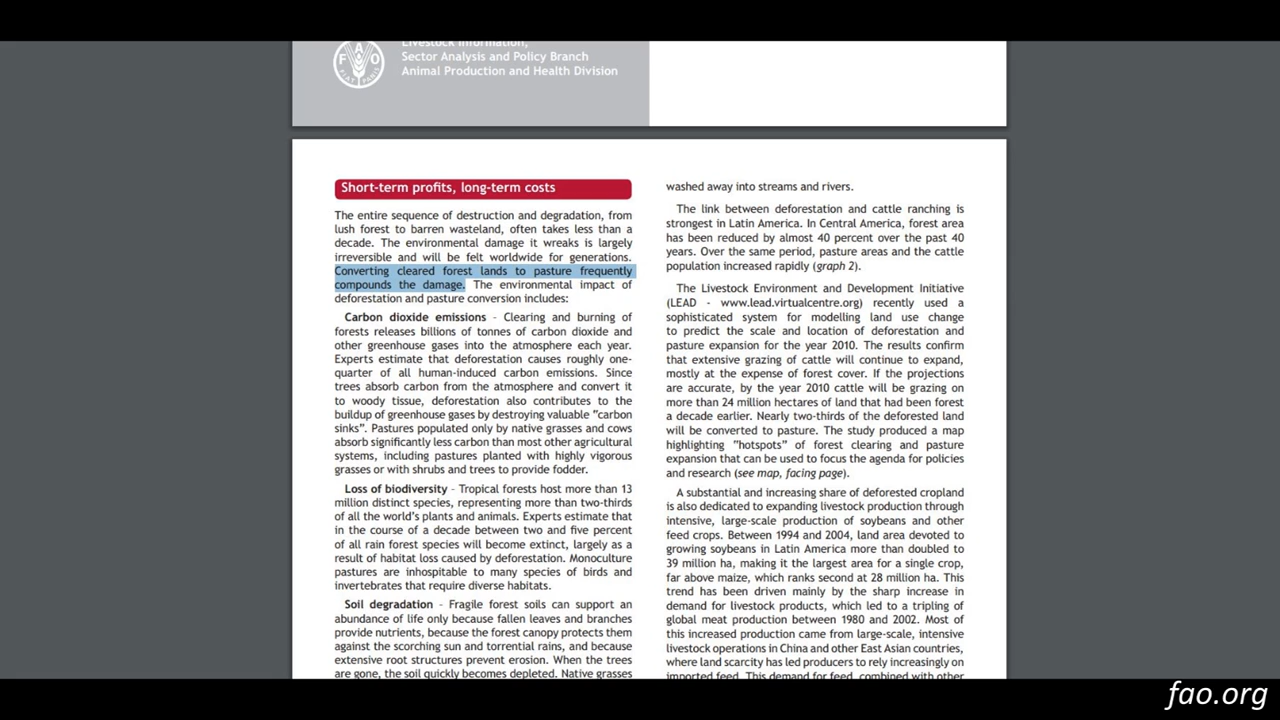 Livestock Information,
Sector Analysis and Policy Branch
Animal Production and Health Division
F A O
FIAT PANIS
Short-term profits, long-term costs
The entire sequence of destruction and degradation, from
lush forest to barren wasteland, often takes less than a
decade. The environmental damage it wreaks is largely
irreversible and will be felt worldwide for generations.
Converting cleared forest lands to pasture frequently
compounds the damage. The environmental impact of
deforestation and pasture conversion includes:
Carbon dioxide emissions – Clearing and burning of
forests releases billions of tonnes of carbon dioxide and
other greenhouse gases into the atmosphere each year.
Experts estimate that deforestation causes roughly one-
quarter of all human-induced carbon emissions. Since
trees absorb carbon from the atmosphere and convert it
to woody tissue, deforestation also contributes to the
buildup of greenhouse gases by destroying valuable “carbon
sinks”. Pastures populated only by native grasses and cows
absorb significantly less carbon than most other agricultural
systems, including pastures planted with highly vigorous
grasses or with shrubs and trees to provide fodder.
Loss of biodiversity – Tropical forests host more than 13
million distinct species, representing more than two-thirds
of all the world’s plants and animals. Experts estimate that
in the course of a decade between two and five percent
of all rain forest species will become extinct, largely as a
result of habitat loss caused by deforestation. Monoculture
pastures are inhospitable to many species of birds and
invertebrates that require diverse habitats.
Soil degradation – Fragile forest soils can support an
abundance of life only because fallen leaves and branches
provide nutrients, because the forest canopy protects them
against the scorching sun and torrential rains, and because
extensive root structures prevent erosion. When the trees
are gone, the soil quickly becomes depleted. Native grasses
washed away into streams and rivers.
The link between deforestation and cattle ranching is
strongest in Latin America. In Central America, forest area
has been reduced by almost 40 percent over the past 40
years. Over the same period, pasture areas and the cattle
population increased rapidly (graph 2).
The Livestock Environment and Development Initiative
(LEAD - www.lead.virtualcentre.org) recently used a
sophisticated system for modelling land use change
to predict the scale and location of deforestation and
pasture expansion for the year 2010. The results confirm
that extensive grazing of cattle will continue to expand,
mostly at the expense of forest cover. If the projections
are accurate, by the year 2010 cattle will be grazing on
more than 24 million hectares of land that had been forest
a decade earlier. Nearly two-thirds of the deforested land
will be converted to pasture. The study produced a map
highlighting “hotspots” of forest clearing and pasture
expansion that can be used to focus the agenda for policies
and research (see map, facing page).
A substantial and increasing share of deforested cropland
is also dedicated to expanding livestock production through
intensive, large-scale production of soybeans and other
feed crops. Between 1994 and 2004, land area devoted to
growing soybeans in Latin America more than doubled to
39 million ha, making it the largest area for a single crop,
far above maize, which ranks second at 28 million ha. This
trend has been driven mainly by the sharp increase in
demand for livestock products, which led to a tripling of
global meat production between 1980 and 2002. Most of
this increased production came from large-scale, intensive
livestock operations in China and other East Asian countries,
where land scarcity has led producers to rely increasingly on
imported feed. This demand for feed, combined with other
fao.org